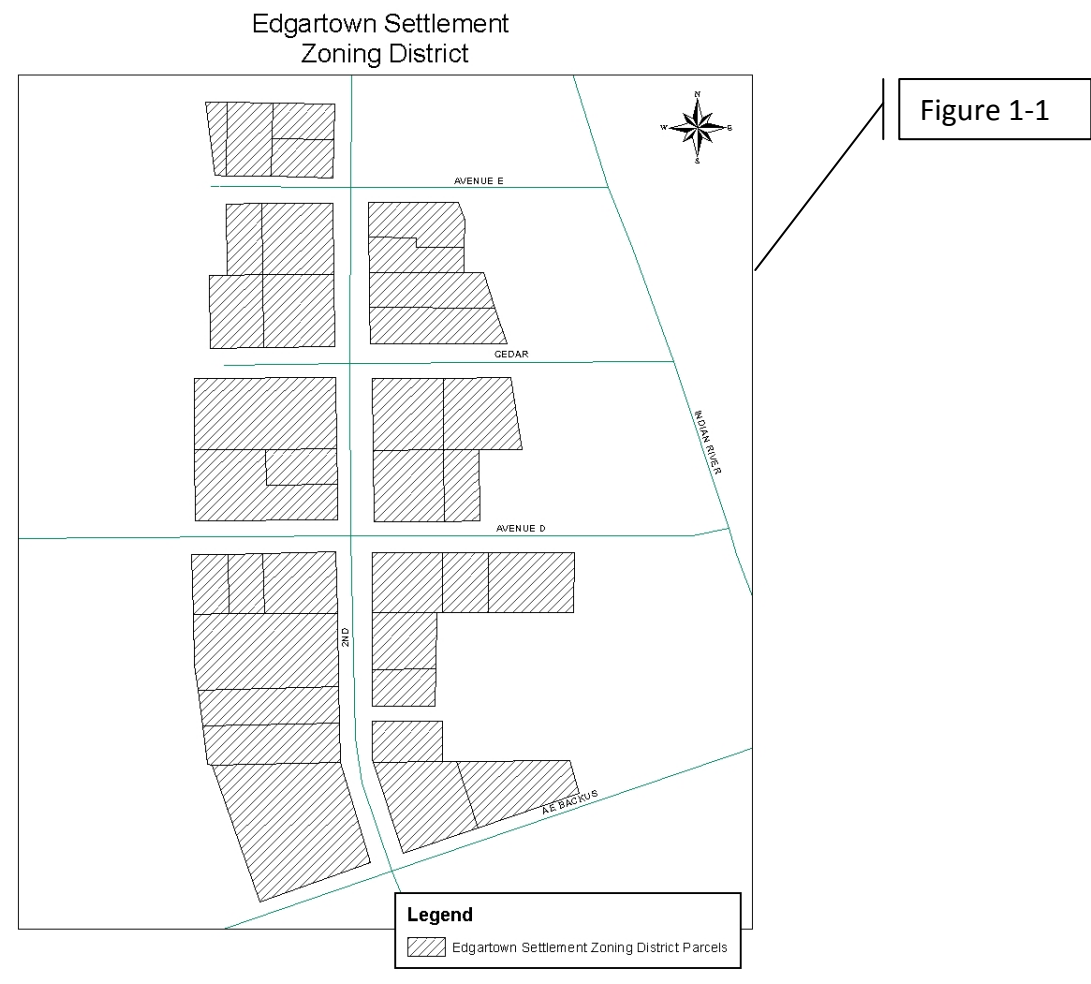 Edgartown Settlement
Zoning District
Figure 1-1
N
W E
S
AVENUE E
CEDAR
INDIAN RIVER
AVENUE D
2ND
AE BACKUS
Legend
Edgartown Settlement Zoning District Parcels